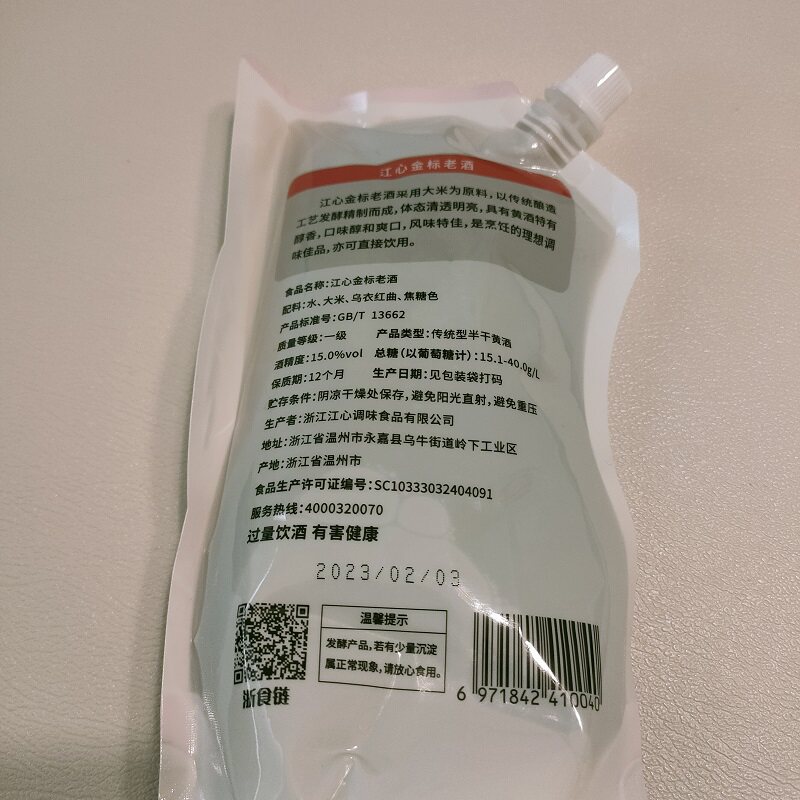 江心金标老酒
江心金标老酒采用大米为原料，以传统酿造
工艺发酵精制而成，体态清透明亮，具有黄酒特有
醇香，口味醇和爽口，风味特佳，是烹饪的理想调
味佳品，亦可直接饮用。
食品名称：江心金标老酒
配料：水、大米、乌衣红曲、焦糖色
产品标准号：GB/T 13662
质量等级：一级 产品类型：传统型半干黄酒
酒精度：15.0%vol 总糖（以葡萄糖计）：15.1-40.0g/L
保质期：12个月 生产日期：见包装袋打码
贮存条件：阴凉干燥处保存，避免阳光直射，避免重压
生产者：浙江江心调味食品有限公司
地址：浙江省温州市永嘉县乌牛街道岭下工业区
产地：浙江省温州市
食品生产许可证编号：SC10333032404091
服务热线：4000320070
过量饮酒 有害健康
2023/02/03
温馨提示
发酵产品，若有少量沉淀
属正常现象，请放心食用。
浙食链
6 971842 410040